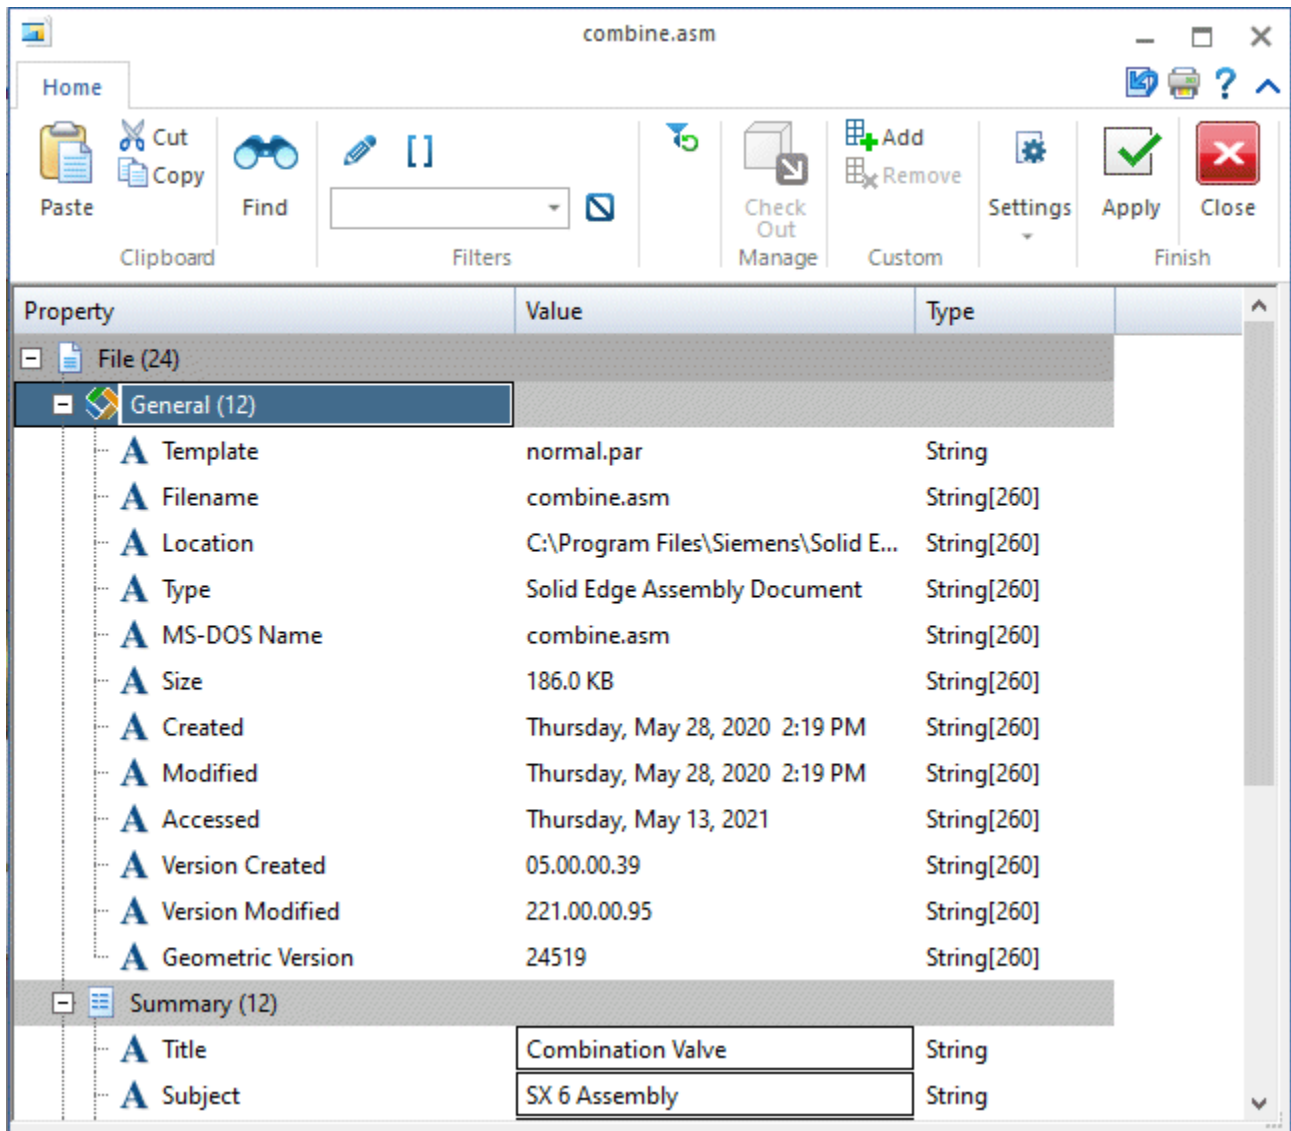 combine.asm
Home
Paste
Cut
Copy
Find
Clipboard
Filters
Check Out
Manage
Add
Remove
Custom
Settings
Apply
Close
Finish
Property Value Type
File (24)
General (12)
Template normal.par String
Filename combine.asm String[260]
Location C:\Program Files\Siemens\Solid E... String[260]
Type Solid Edge Assembly Document String[260]
MS-DOS Name combine.asm String[260]
Size 186.0 KB String[260]
Created Thursday, May 28, 2020 2:19 PM String[260]
Modified Thursday, May 28, 2020 2:19 PM String[260]
Accessed Thursday, May 13, 2021 String[260]
Version Created 05.00.00.39 String[260]
Version Modified 221.00.00.95 String[260]
Geometric Version 24519 String[260]
Summary (12)
Title Combination Valve String
Subject SX 6 Assembly String